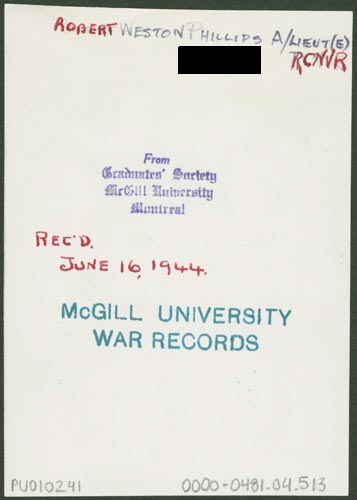 ROBERT WESTON PHILLIPS A/LIEUT(E)
RCNVR
From
Graduates' Society
McGill University
Montreal
REC'D.
JUNE 16, 1944.
McGILL UNIVERSITY
WAR RECORDS
PU010241
0000-0481.04.513